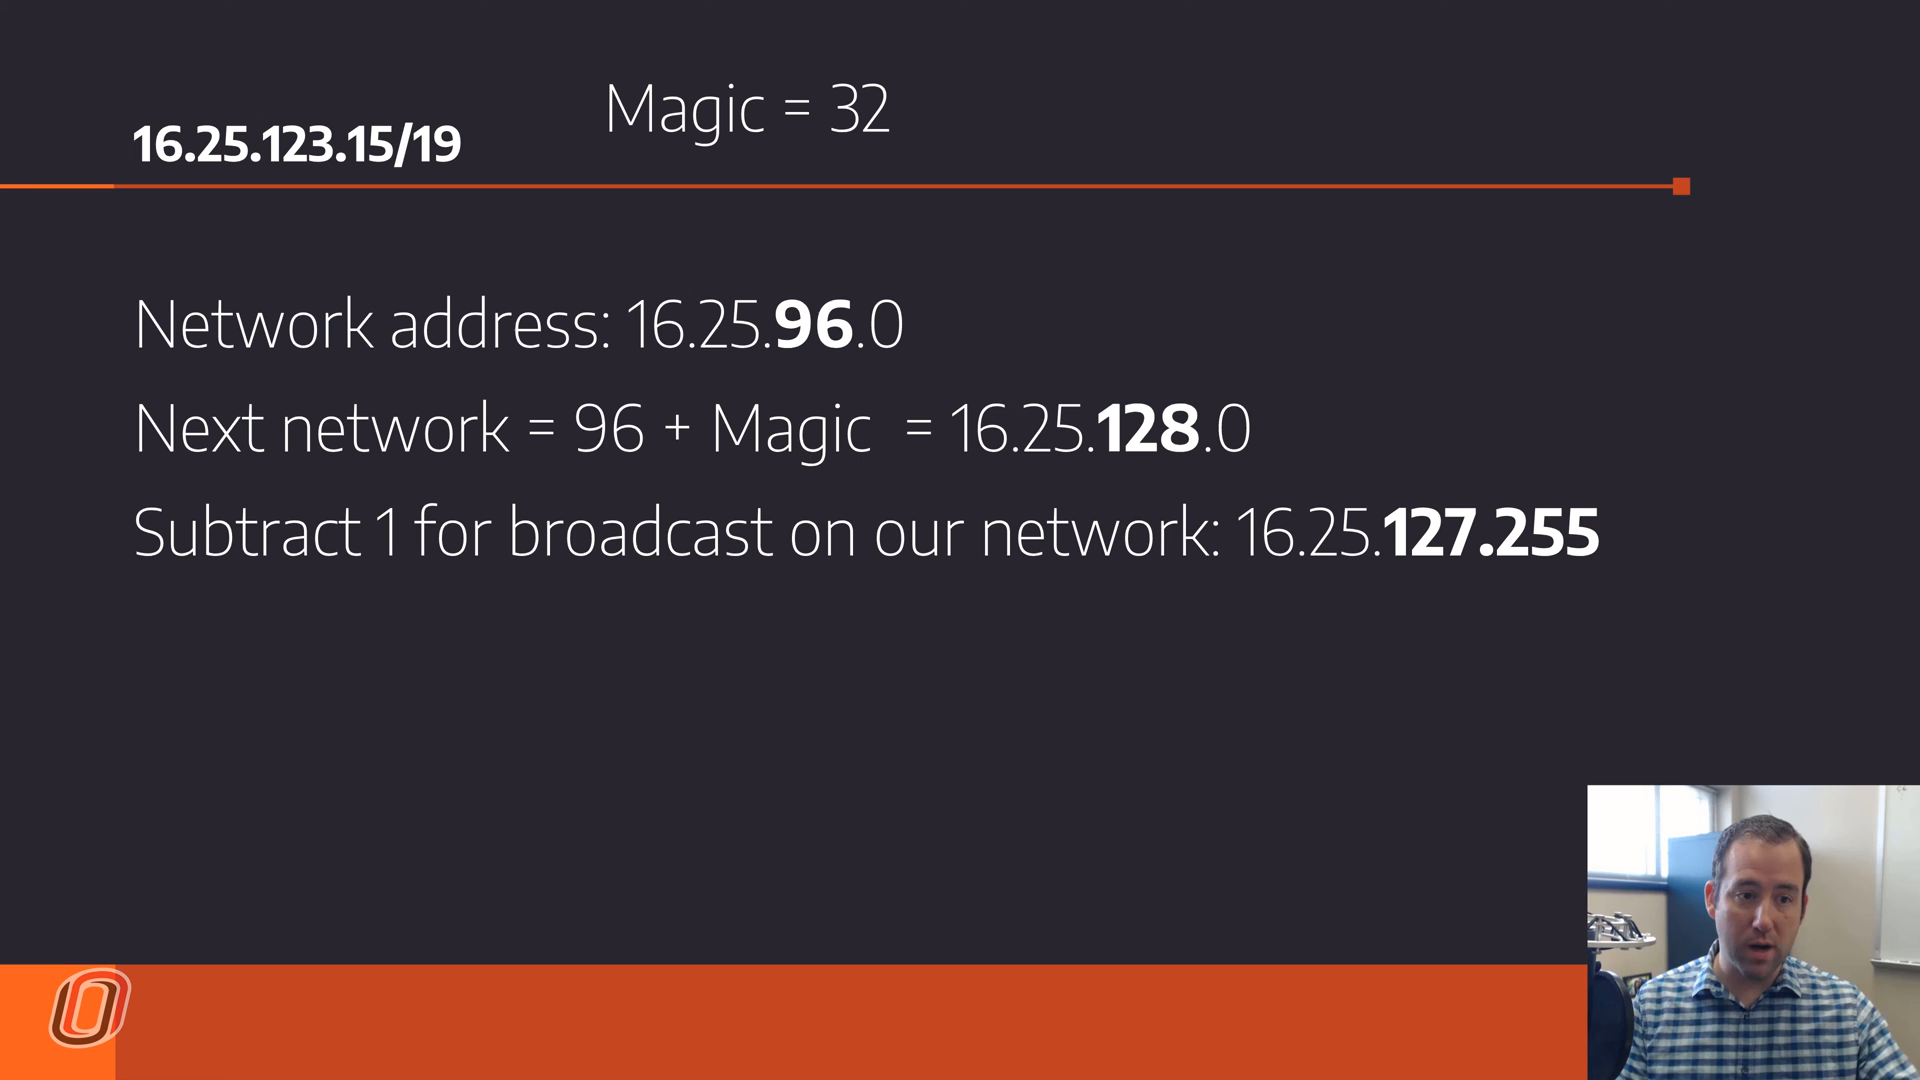 Magic = 32
16.25.123.15/19
Network address: 16.25.96.0
Next network = 96 + Magic = 16.25.128.0
Subtract 1 for broadcast on our network: 16.25.127.255
O